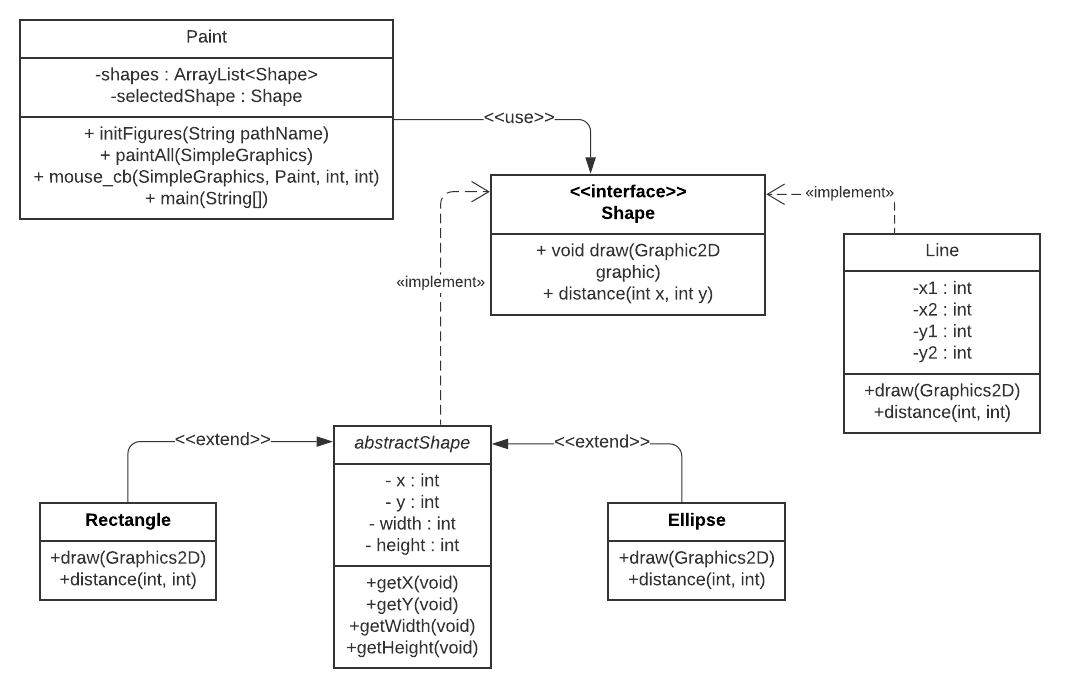 Paint
-shapes : ArrayList<Shape>
-selectedShape : Shape
+ initFigures(String pathName)
+ paintAll(SimpleGraphics)
+ mouse_cb(SimpleGraphics, Paint, int, int)
+ main(String[])
<<use>>
<<interface>>
Shape
+ void draw(Graphic2D
graphic)
+ distance(int x, int y)
«implement»
«implement»
Line
-x1 : int
-x2 : int
-y1 : int
-y2 : int
+draw(Graphics2D)
+distance(int, int)
<<extend>>
abstractShape
- x : int
- y : int
- width : int
- height : int
+getX(void)
+getY(void)
+getWidth(void)
+getHeight(void)
<<extend>>
Rectangle
+draw(Graphics2D)
+distance(int, int)
Ellipse
+draw(Graphics2D)
+distance(int, int)